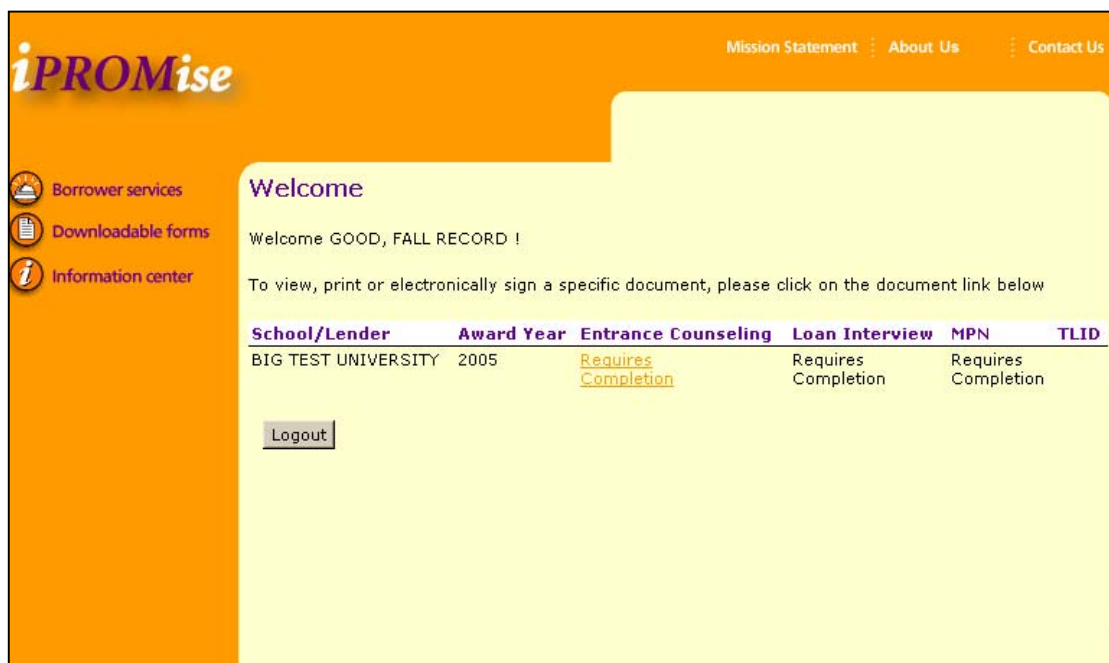 iPROMise
Mission Statement About Us Contact Us
Borrower services
Downloadable forms
Information center
Welcome
Welcome GOOD, FALL RECORD !
To view, print or electronically sign a specific document, please click on the document link below
School/Lender Award Year Entrance Counseling Loan Interview MPN TLID
BIG TEST UNIVERSITY 2005 Requires Requires Requires
Completion Completion Completion
Logout